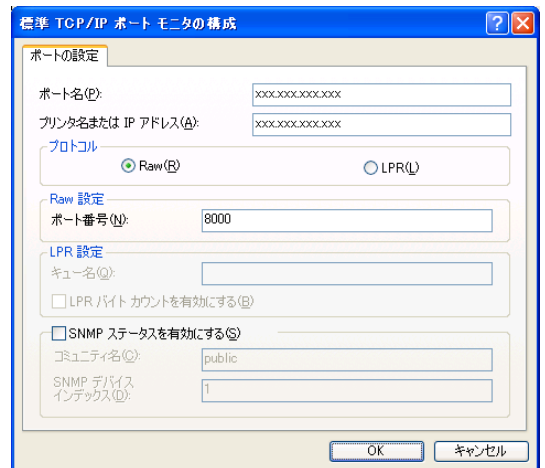 標準 TCP/IP ポート モニタの構成
ポートの設定
ポート名(P): xxx.xxx.xxx.xxx
プリンタ名または IP アドレス(A): xxx.xxx.xxx.xxx
プロトコル
Raw(R) LPR(L)
Raw 設定
ポート番号(N): 8000
LPR 設定
キュー名(Q):
LPR バイト カウントを有効にする(B)
SNMP ステータスを有効にする(S)
コミュニティ名(C): public
SNMP デバイス
インデックス(D): 1
OK キャンセル